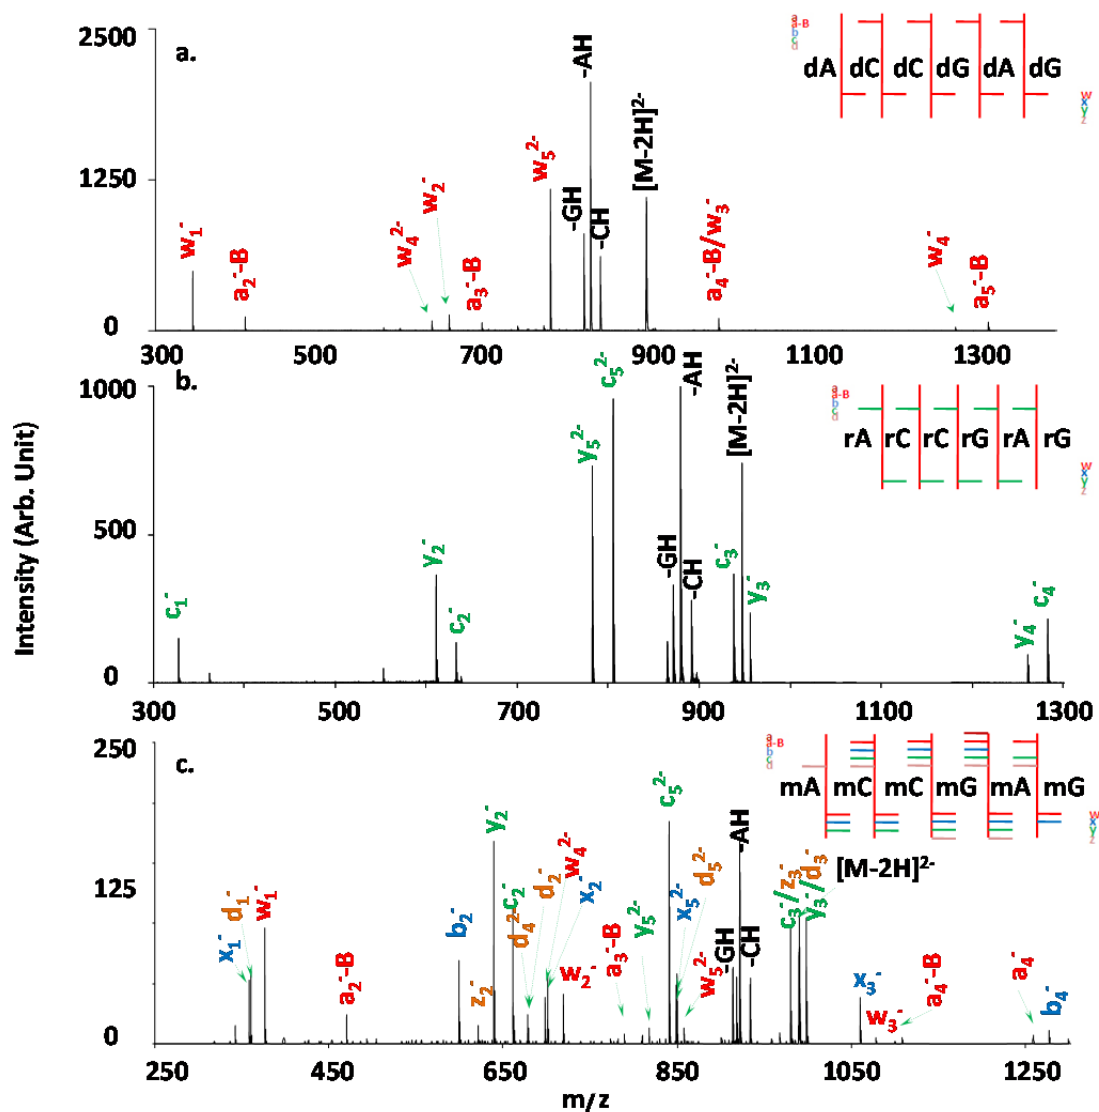 Intensity (Arb. Unit)
a.
2500
1250
0
300 500 700 900 1100 1300
w₁⁻
a₂⁻-B
w₄²⁻
w₂⁻
a₃⁻-B
w₅²⁻
-GH
-AH
-CH
[M-2H]²⁻
a₄⁻-B/w₃⁻
w₄⁻
a₅⁻-B
a
a-B
b
c
d
dA dC dC dG dA dG
w
x
y
z
b.
1000
500
0
300 500 700 900 1100 1300
c₁⁻
y₂⁻
c₂⁻
y₅²⁻
c₅²⁻
-GH
-AH
-CH
c₃⁻
[M-2H]²⁻
y₃⁻
y₄⁻
c₄⁻
a
a-B
b
c
d
rA rC rC rG rA rG
w
x
y
z
c.
250
125
0
250 450 650 850 1050 1250
x₁⁻
d₁⁻
w₁⁻
a₂⁻-B
b₂⁻
z₂⁻
y₂⁻
c₂⁻
d₄²⁻
d₂⁻
w₄²⁻
x₂⁻
w₂⁻
a₃⁻-B
y₅²⁻
c₅²⁻
x₅²⁻
d₅²⁻
w₅²⁻
-GH
-AH
-CH
c₃⁻/z₃⁻
y₃⁻/d₃⁻
[M-2H]²⁻
x₃⁻
w₃⁻
a₄⁻-B
a₄⁻
b₄⁻
a
a-B
b
c
d
mA mC mC mG mA mG
w
x
y
z
m/z